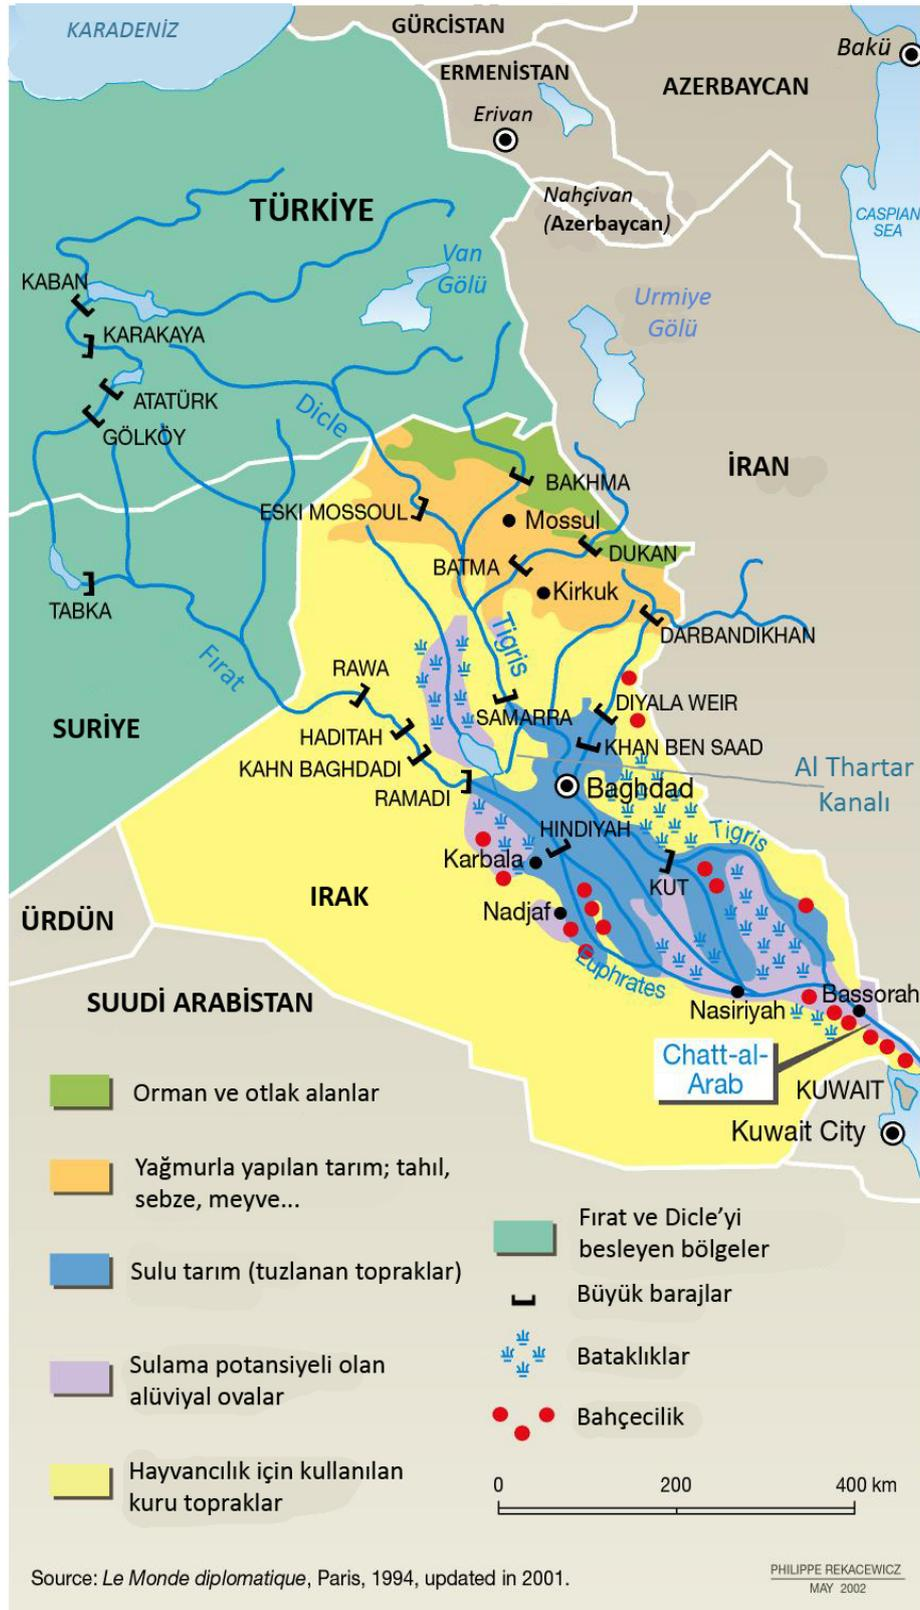 KARADENİZ
GÜRCİSTAN
Bakü
ERMENİSTAN
AZERBAYCAN
Erivan
Nahçivan
(Azerbaycan)
TÜRKİYE
CASPIAN
SEA
Van
Gölü
KABAN
Urmiye
Gölü
KARAKAYA
ATATÜRK
Dicle
GÖLKÖY
İRAN
BAKHMA
ESKI MOSSOUL
Mossul
DUKAN
BATMA
Kirkuk
TABKA
DARBANDIKHAN
Tigris
Fırat
RAWA
DIYALA WEIR
SAMARRA
SURİYE
HADITAH
KHAN BEN SAAD
KAHN BAGHDADI
Al Thartar
Kanalı
RAMADI
Baghdad
HINDIYAH
Tigris
Karbala
KUT
IRAK
Nadjaf
ÜRDÜN
Euphrates
SUUDİ ARABİSTAN
Nasiriyah
Bassorah
Chatt-al-
Arab
KUWAIT
Kuwait City
Orman ve otlak alanlar
Yağmurla yapılan tarım; tahıl,
sebze, meyve...
Sulu tarım (tuzlanan topraklar)
Sulama potansiyeli olan
alüviyal ovalar
Hayvancılık için kullanılan
kuru topraklar
Fırat ve Dicle’yi
besleyen bölgeler
Büyük barajlar
Bataklıklar
Bahçecilik
0 200 400 km
Source: Le Monde diplomatique, Paris, 1994, updated in 2001.
PHILIPPE REKACEWICZ
MAY 2002